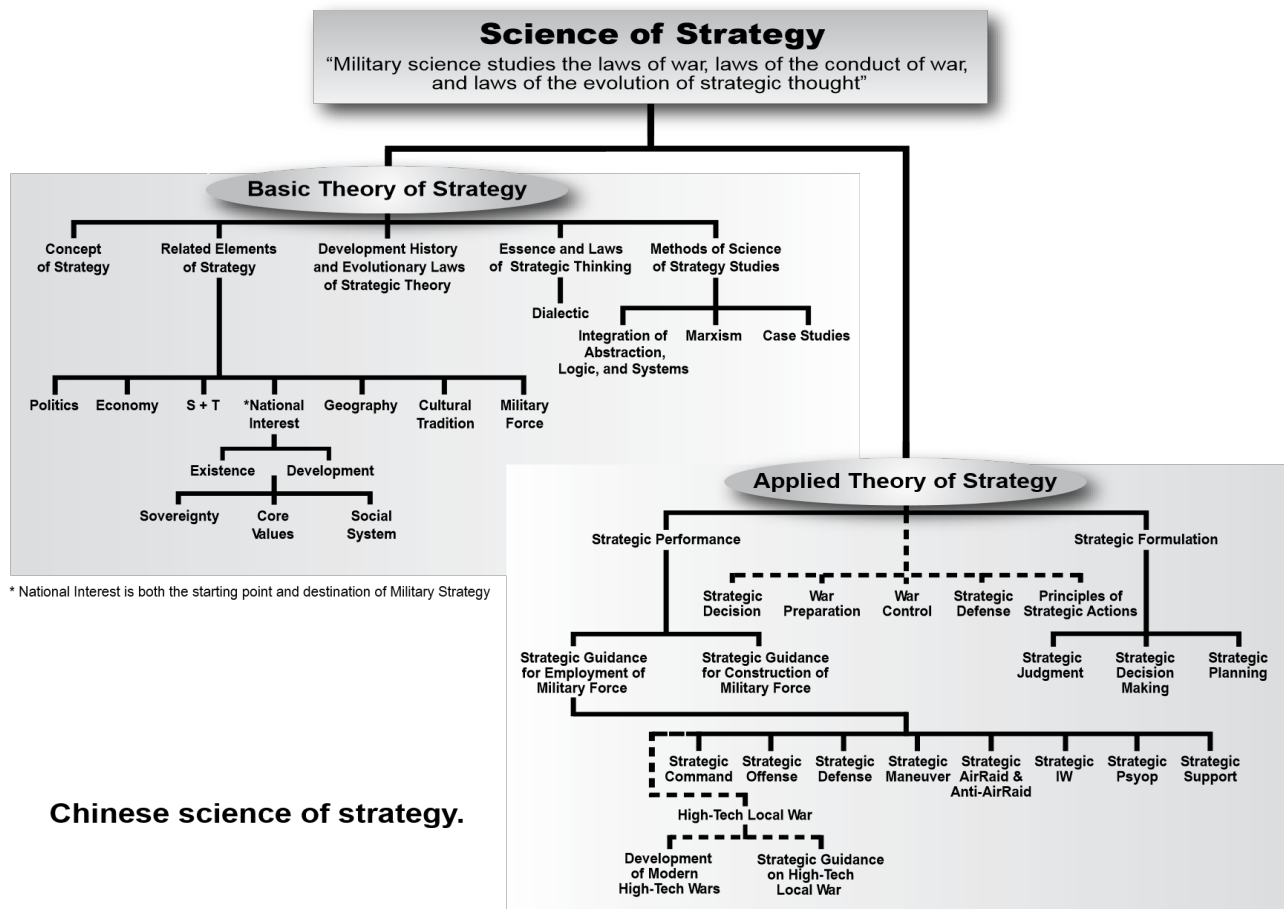 Science of Strategy
“Military science studies the laws of war, laws of the conduct of war,
and laws of the evolution of strategic thought”
Basic Theory of Strategy
Concept
of Strategy
Related Elements
of Strategy
Development History
and Evolutionary Laws
of Strategic Theory
Essence and Laws
of Strategic Thinking
Methods of Science
of Strategy Studies
Dialectic
Integration of
Abstraction,
Logic, and Systems
Marxism
Case Studies
Politics
Economy
S + T
*National
Interest
Geography
Cultural
Tradition
Military
Force
Existence
Development
Sovereignty
Core
Values
Social
System
* National Interest is both the starting point and destination of Military Strategy
Applied Theory of Strategy
Strategic Performance
Strategic Formulation
Strategic
Decision
War
Preparation
War
Control
Strategic
Defense
Principles of
Strategic Actions
Strategic Guidance
for Employment of
Military Force
Strategic Guidance
for Construction of
Military Force
Strategic
Judgment
Strategic
Decision
Making
Strategic
Planning
Strategic
Command
Strategic
Offense
Strategic
Defense
Strategic
Maneuver
Strategic
AirRaid &
Anti-AirRaid
Strategic
IW
Strategic
Psyop
Strategic
Support
High-Tech Local War
Development
of Modern
High-Tech Wars
Strategic Guidance
on High-Tech
Local War
Chinese science of strategy.